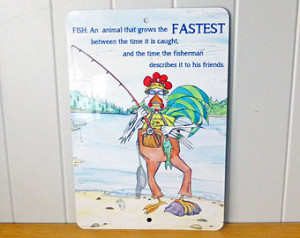 FISH: An animal that grows the FASTEST
between the time it is caught,
and the time the fisherman
describes it to his friends.